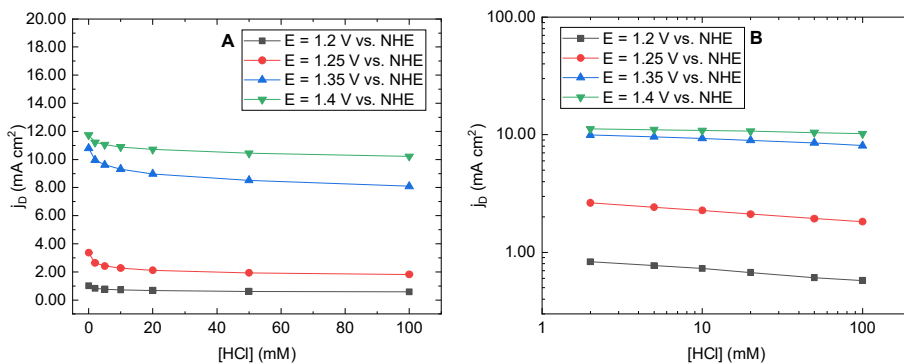 20.00
18.00
16.00
14.00
12.00
10.00
8.00
6.00
4.00
2.00
0.00
j_D (mA cm²)
A
E = 1.2 V vs. NHE
E = 1.25 V vs. NHE
E = 1.35 V vs. NHE
E = 1.4 V vs. NHE
0 20 40 60 80 100
[HCl] (mM)
100.00
10.00
1.00
j_D (mA cm²)
B
E = 1.2 V vs. NHE
E = 1.25 V vs. NHE
E = 1.35 V vs. NHE
E = 1.4 V vs. NHE
1 10 100
[HCl] (mM)